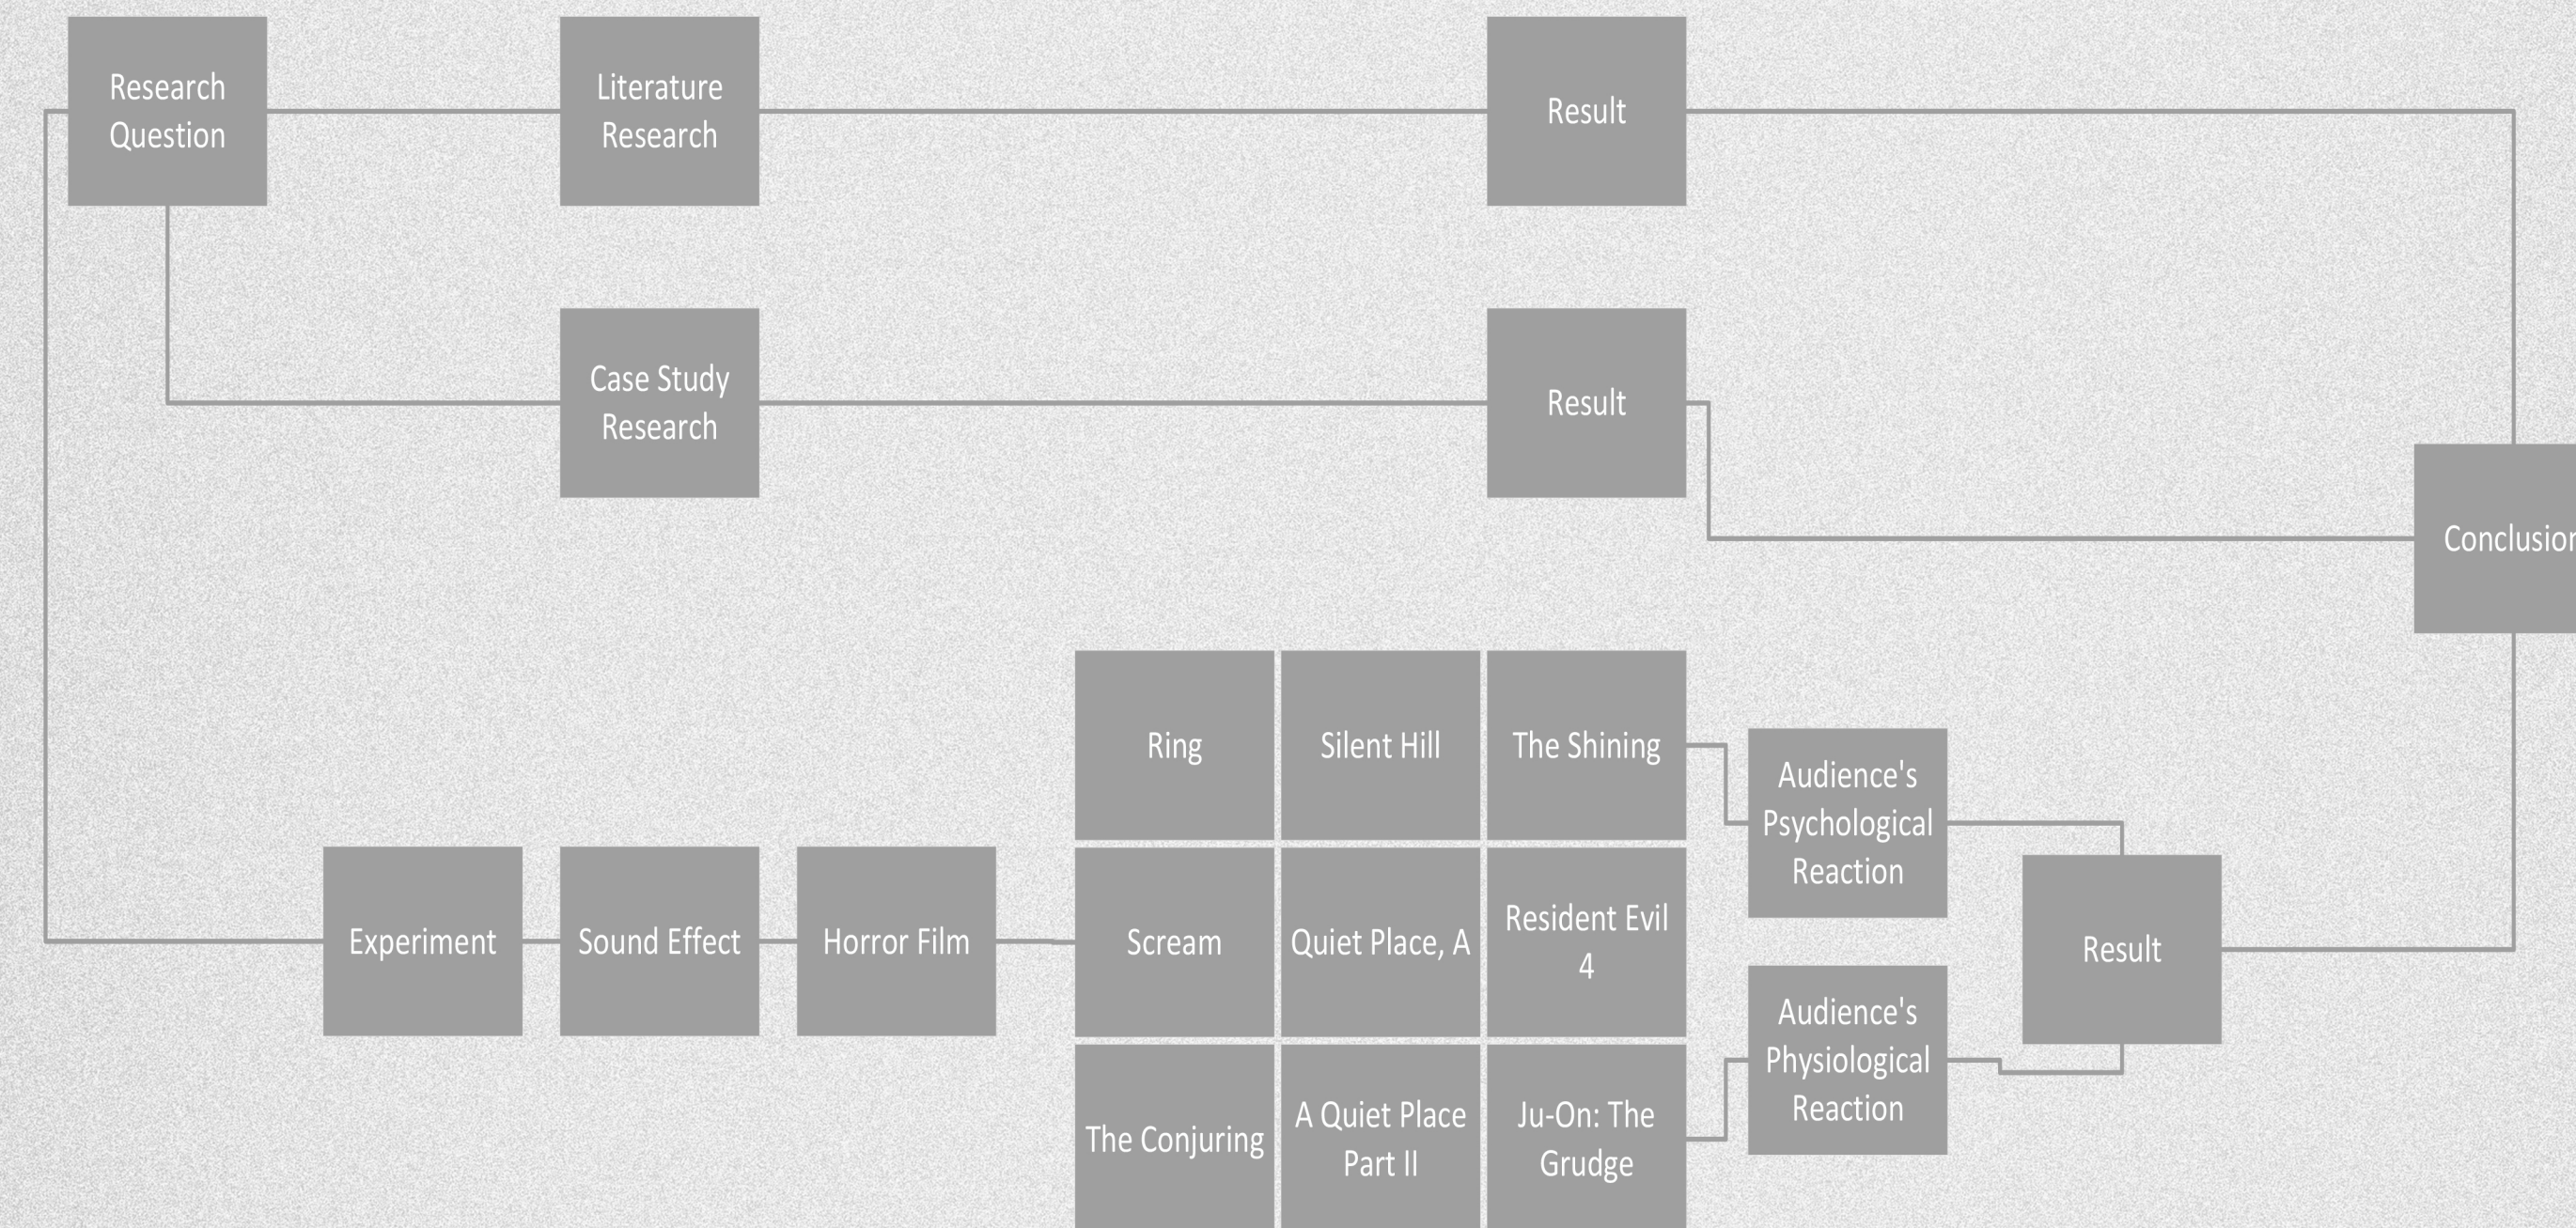 Research
Question
Literature
Research
Result
Case Study
Research
Result
Conclusion
Ring
Silent Hill
The Shining
Audience's
Psychological
Reaction
Experiment
Sound Effect
Horror Film
Scream
Quiet Place, A
Resident Evil
4
Result
Audience's
Physiological
Reaction
The Conjuring
A Quiet Place
Part II
Ju-On: The
Grudge